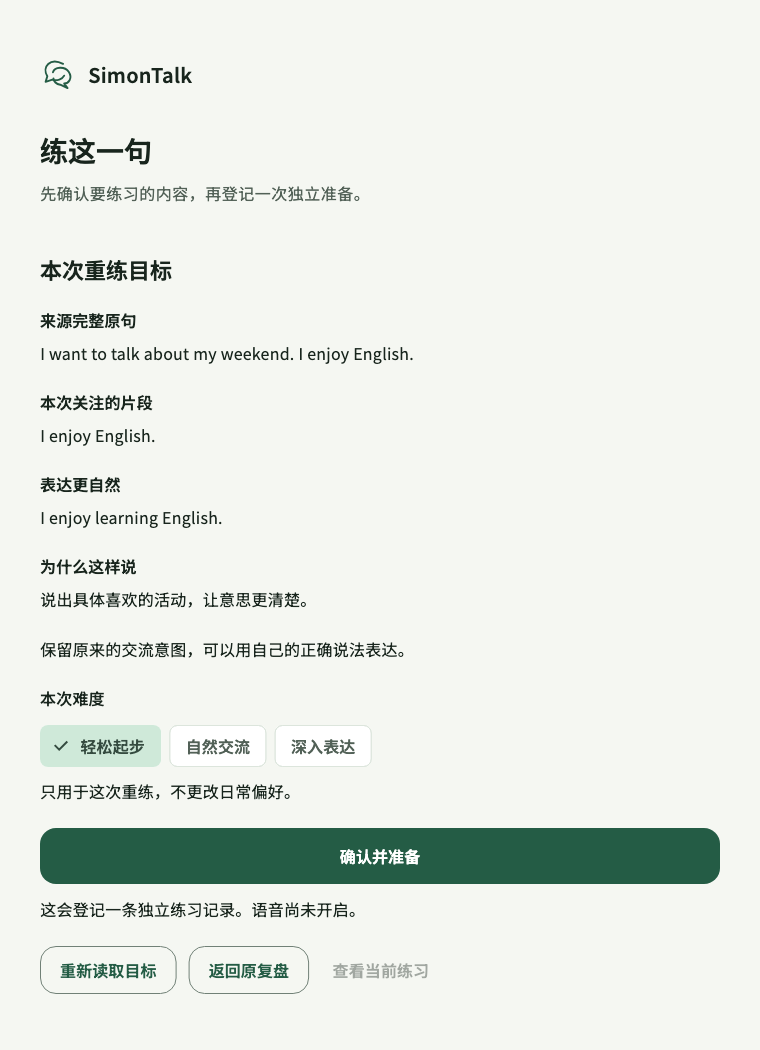 SimonTalk
练这一句
先确认要练习的内容，再登记一次独立准备。
本次重练目标
来源完整原句
I want to talk about my weekend. I enjoy English.
本次关注的片段
I enjoy English.
表达更自然
I enjoy learning English.
为什么这样说
说出具体喜欢的活动，让意思更清楚。
保留原来的交流意图，可以用自己的正确说法表达。
本次难度
轻松起步 自然交流 深入表达
只用于这次重练，不更改日常偏好。
确认并准备
这会登记一条独立练习记录。语音尚未开启。
重新读取目标 返回原复盘 查看当前练习